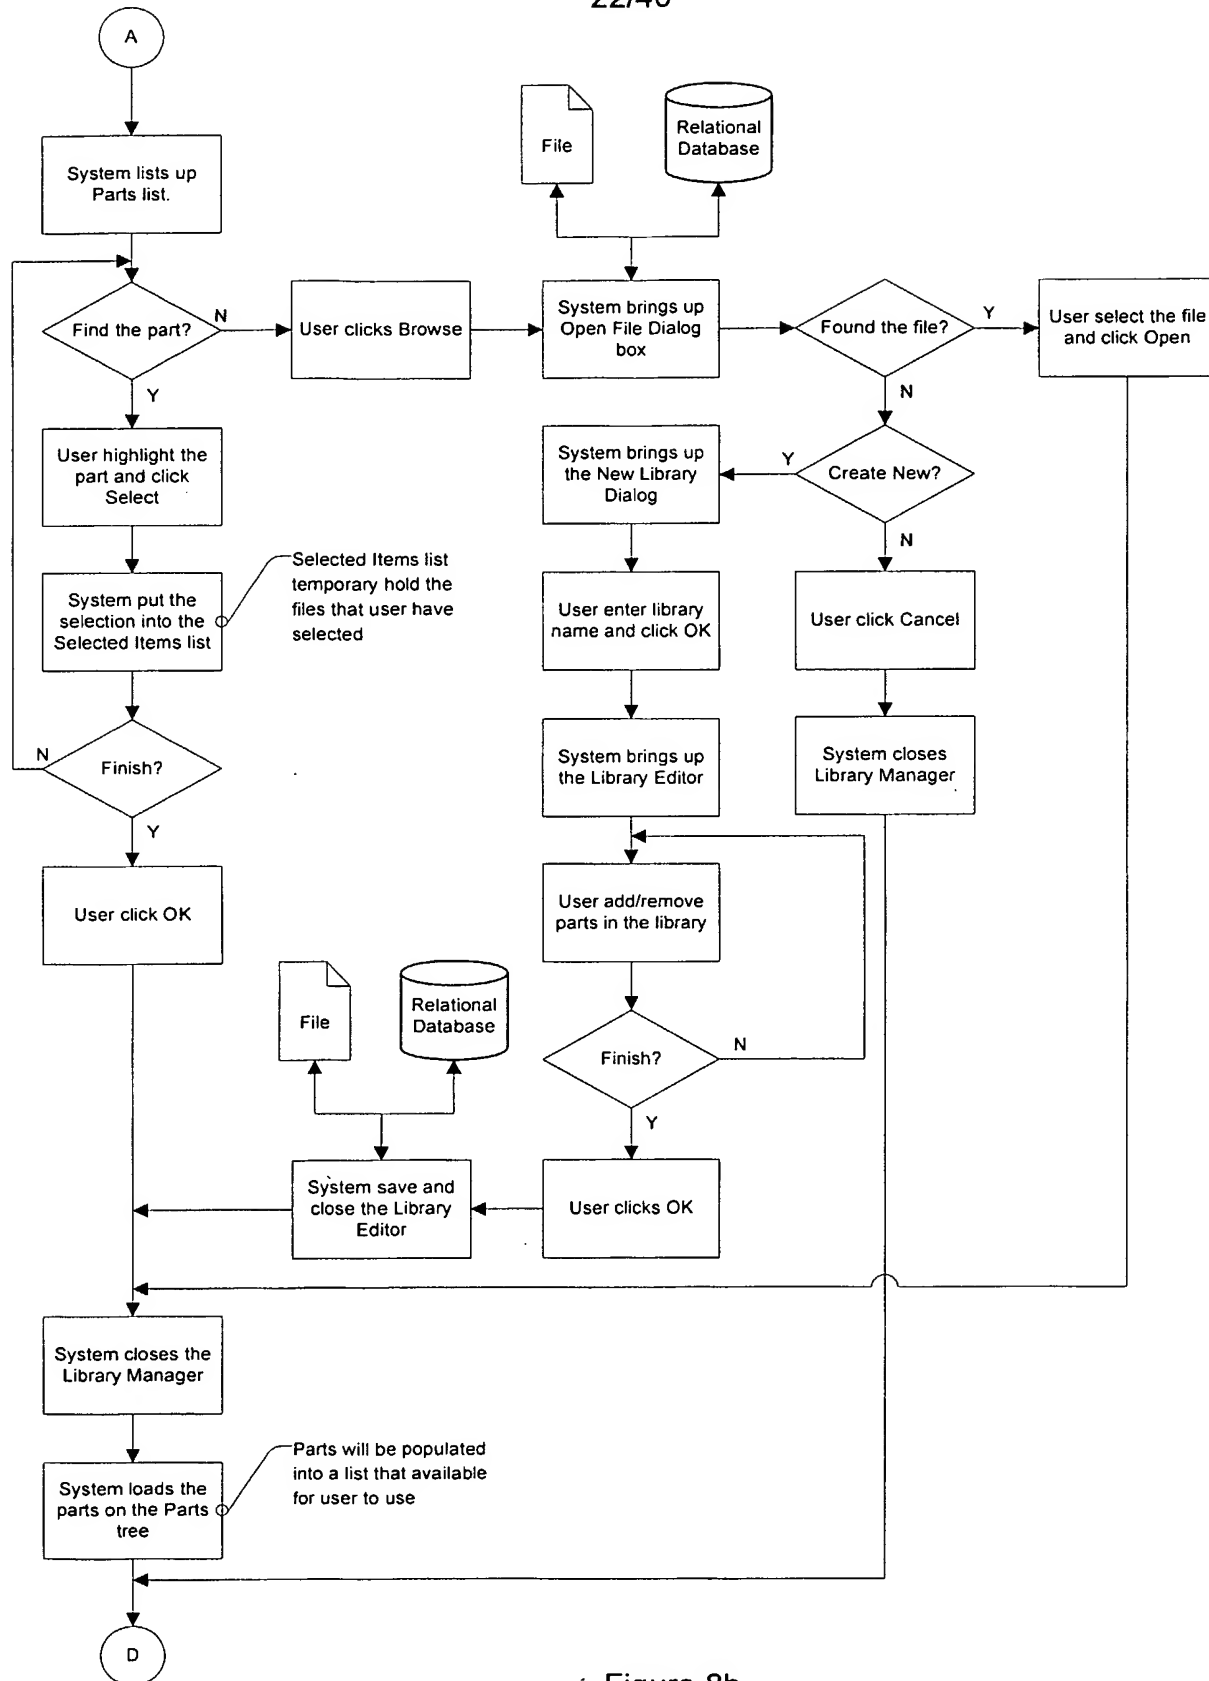 A
System lists up
Parts list.
File
Relational
Database
Find the part?
N
User clicks Browse
System brings up
Open File Dialog
box
Found the file?
Y
User select the file
and click Open
Y
N
User highlight the
part and click
Select
System brings up
the New Library
Dialog
Y
Create New?
N
System put the
selection into the
Selected Items list
Selected Items list
temporary hold the
files that user have
selected
User enter library
name and click OK
User click Cancel
N
Finish?
Y
System brings up
the Library Editor
System closes
Library Manager
User click OK
User add/remove
parts in the library
File
Relational
Database
Finish?
N
Y
System save and
close the Library
Editor
User clicks OK
System closes the
Library Manager
System loads the
parts on the Parts
tree
Parts will be populated
into a list that available
for user to use
D